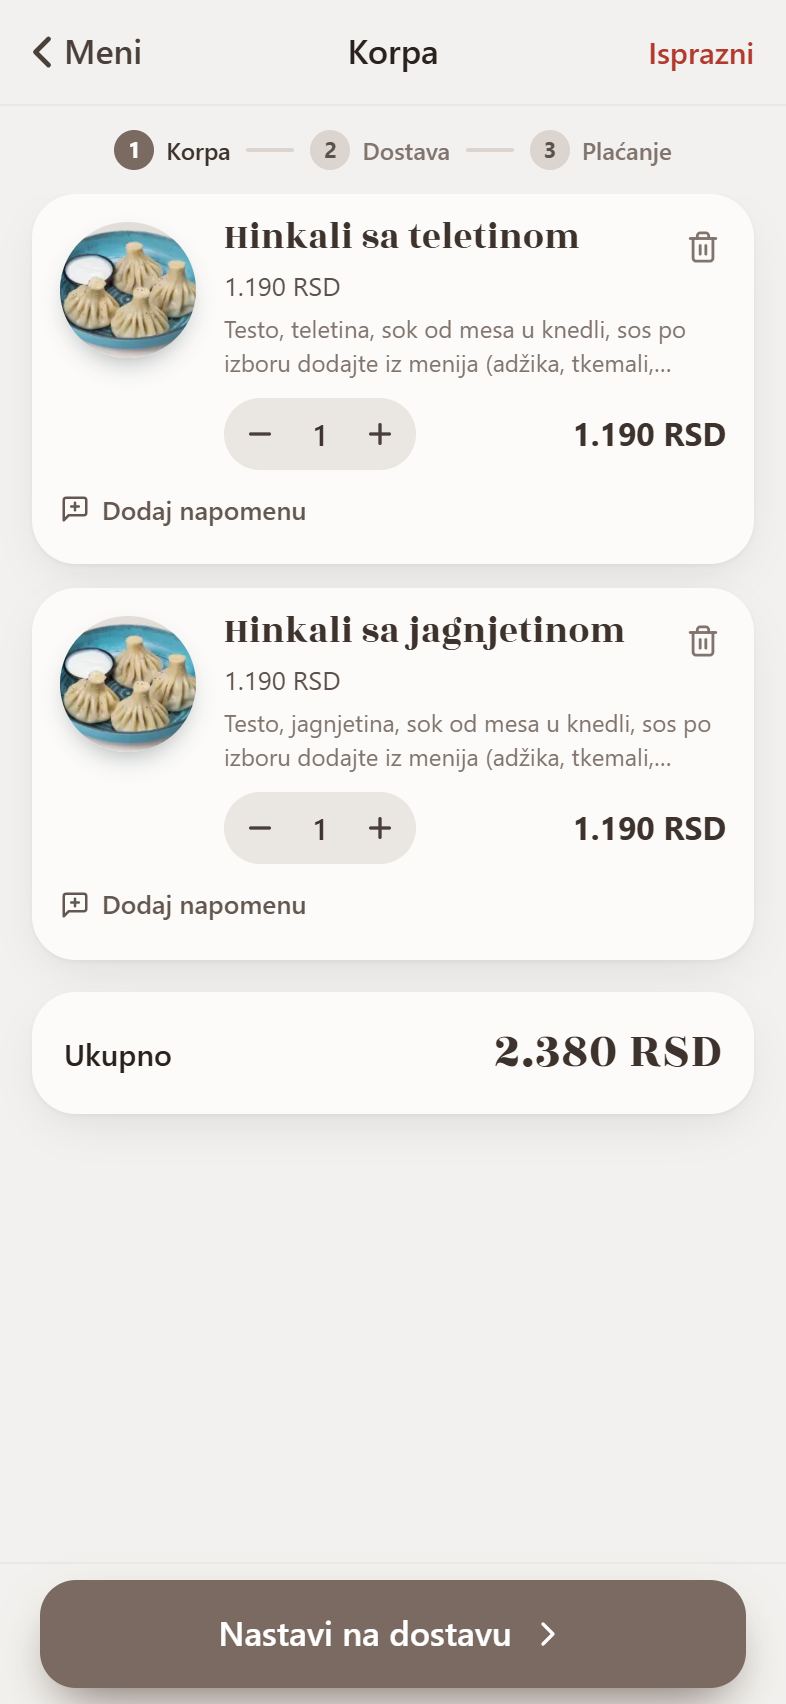 Meni
Korpa
Isprazni
1 Korpa
2 Dostava
3 Plaćanje
Hinkali sa teletinom
1.190 RSD
Testo, teletina, sok od mesa u knedli, sos po
izboru dodajte iz menija (adžika, tkemali,...
1
1.190 RSD
Dodaj napomenu
Hinkali sa jagnjetinom
1.190 RSD
Testo, jagnjetina, sok od mesa u knedli, sos po
izboru dodajte iz menija (adžika, tkemali,...
1
1.190 RSD
Dodaj napomenu
Ukupno
2.380 RSD
Nastavi na dostavu